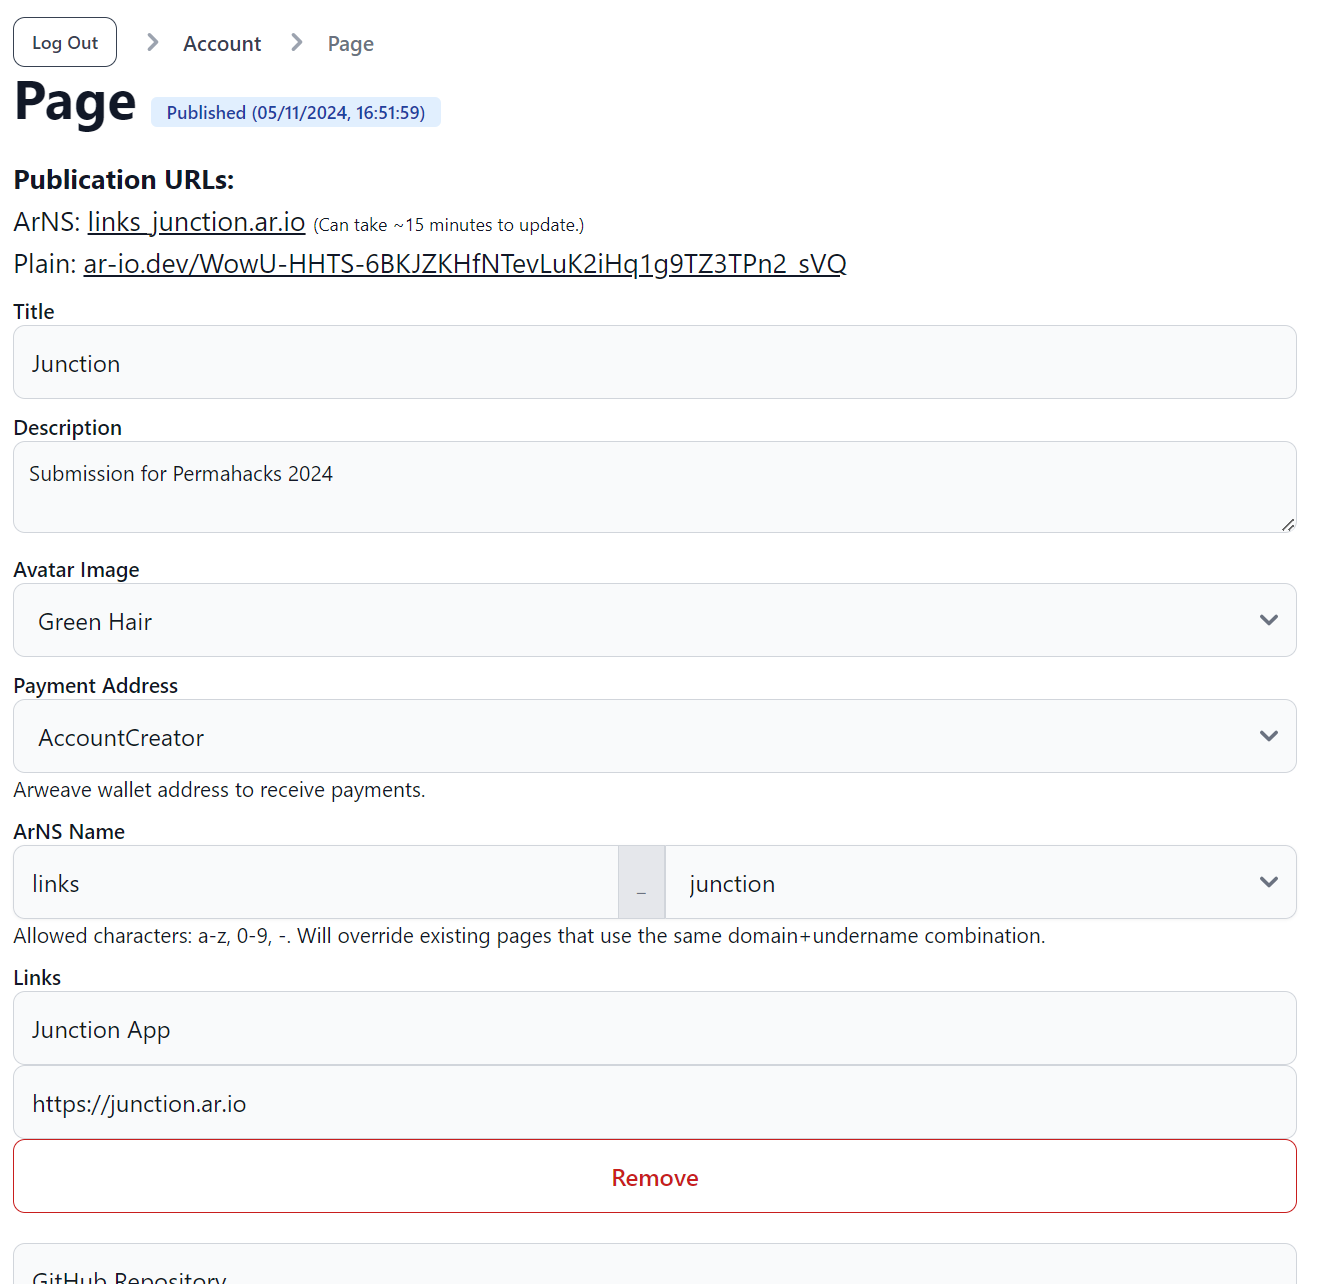 Log Out > Account > Page
Page Published (05/11/2024, 16:51:59)
Publication URLs:
ArNS: links_junction.ar.io (Can take ~15 minutes to update.)
Plain: ar-io.dev/WowU-HHTS-6BKJZKHfNTevLuK2iHq1g9TZ3TPn2_sVQ
Title
Junction
Description
Submission for Permahacks 2024
Avatar Image
Green Hair
Payment Address
AccountCreator
Arweave wallet address to receive payments.
ArNS Name
links _ junction
Allowed characters: a-z, 0-9, -. Will override existing pages that use the same domain+undername combination.
Links
Junction App
https://junction.ar.io
Remove
GitHub Repository